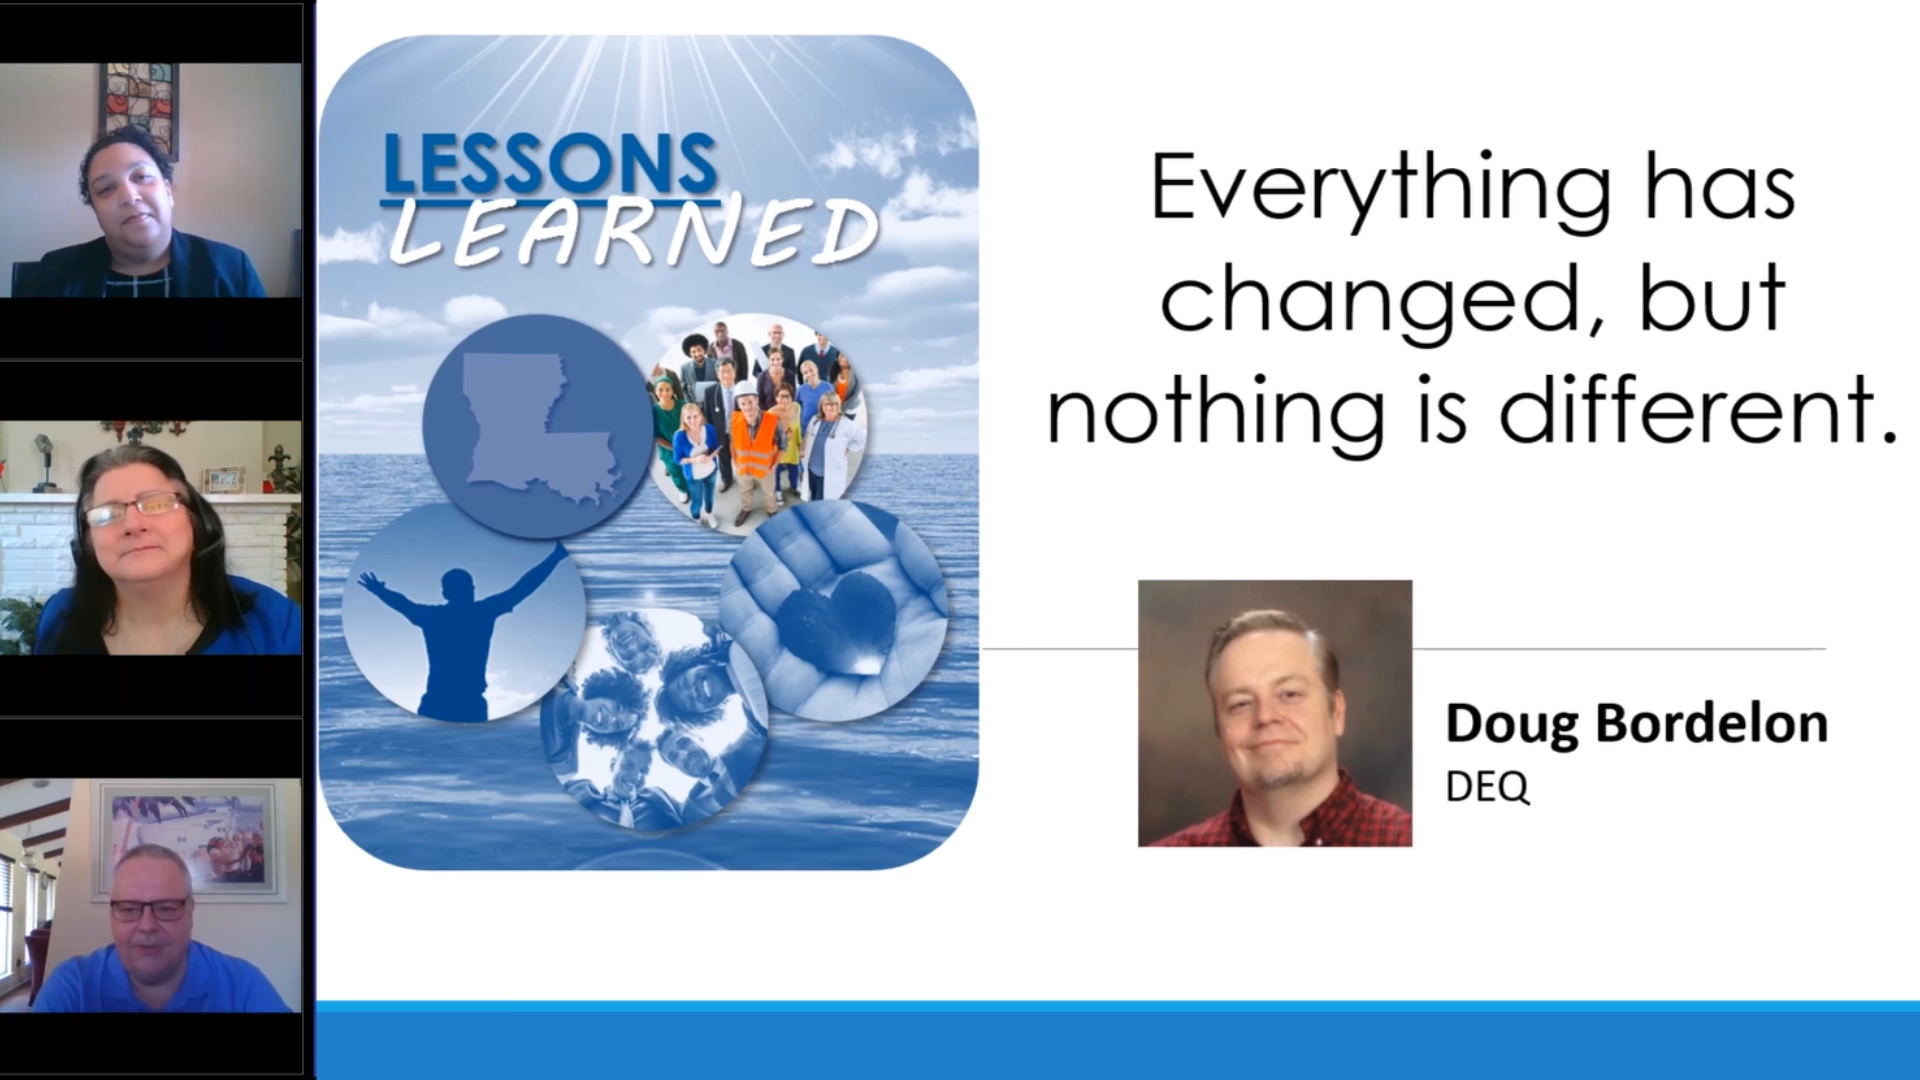 LESSONS
LEARNED
Everything has
changed, but
nothing is different.
Doug Bordelon
DEQ